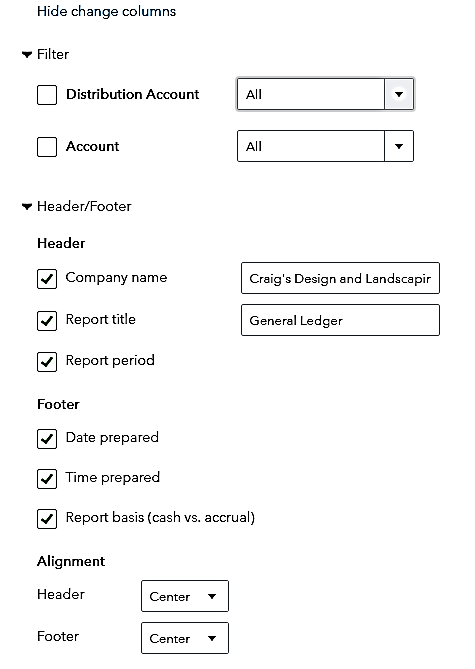 Hide change columns
Filter
Distribution Account All
Account All
Header/Footer
Header
Company name Craig's Design and Landscapir
Report title General Ledger
Report period
Footer
Date prepared
Time prepared
Report basis (cash vs. accrual)
Alignment
Header Center
Footer Center